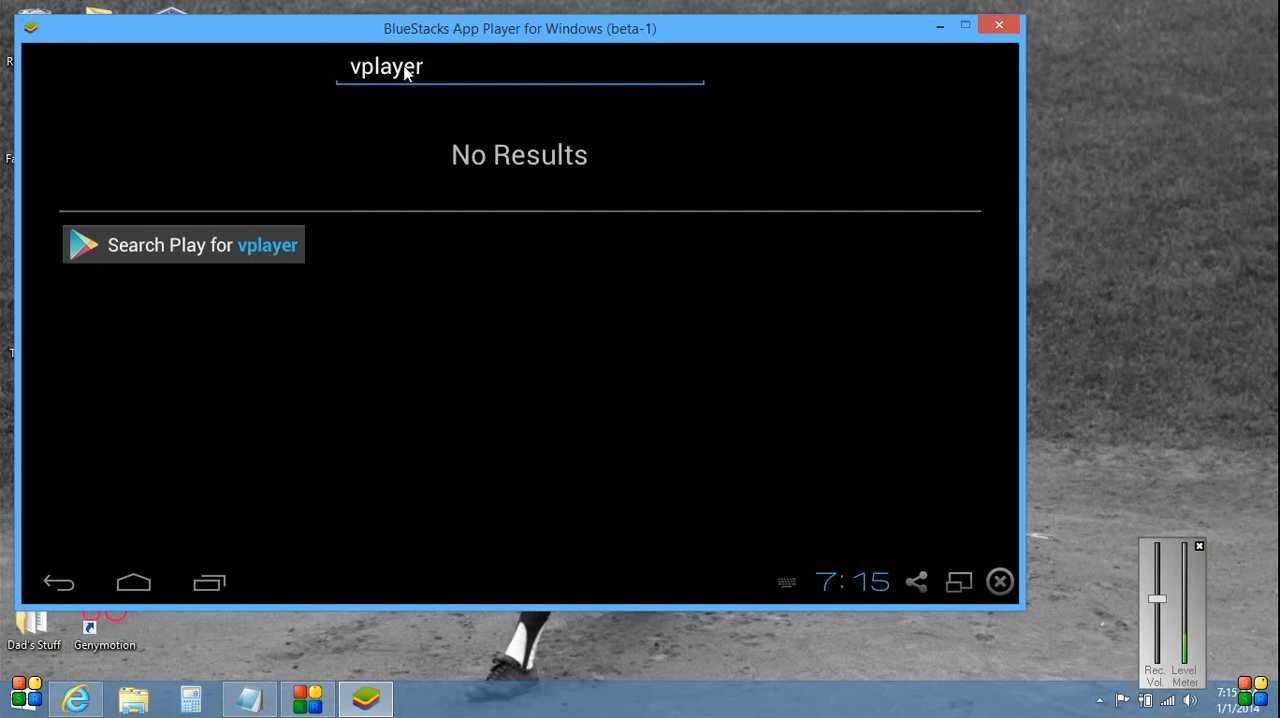 BlueStacks App Player for Windows (beta-1)
vplayer
No Results
Search Play for vplayer
7:15
Dad's Stuff
Genymotion
Rec. Vol.
Level Meter
7:15
1/1/2014